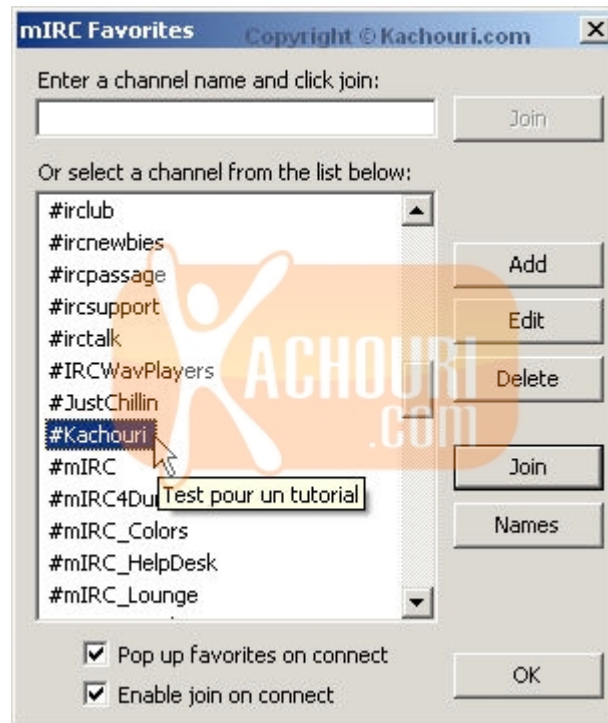 mIRC Favorites
Copyright © Kachouri.com
Enter a channel name and click join:
Join
Or select a channel from the list below:
#irclub
#ircnewbies
#ircpassage
#ircsupport
#irctalk
#IRCWavPlayers
#JustChillin
#Kachouri
#mIRC
Test pour un tutorial
#mIRC_Colors
#mIRC_HelpDesk
#mIRC_Lounge
Add
Edit
Delete
Join
Names
KACHOURI
.COM
Pop up favorites on connect
Enable join on connect
OK